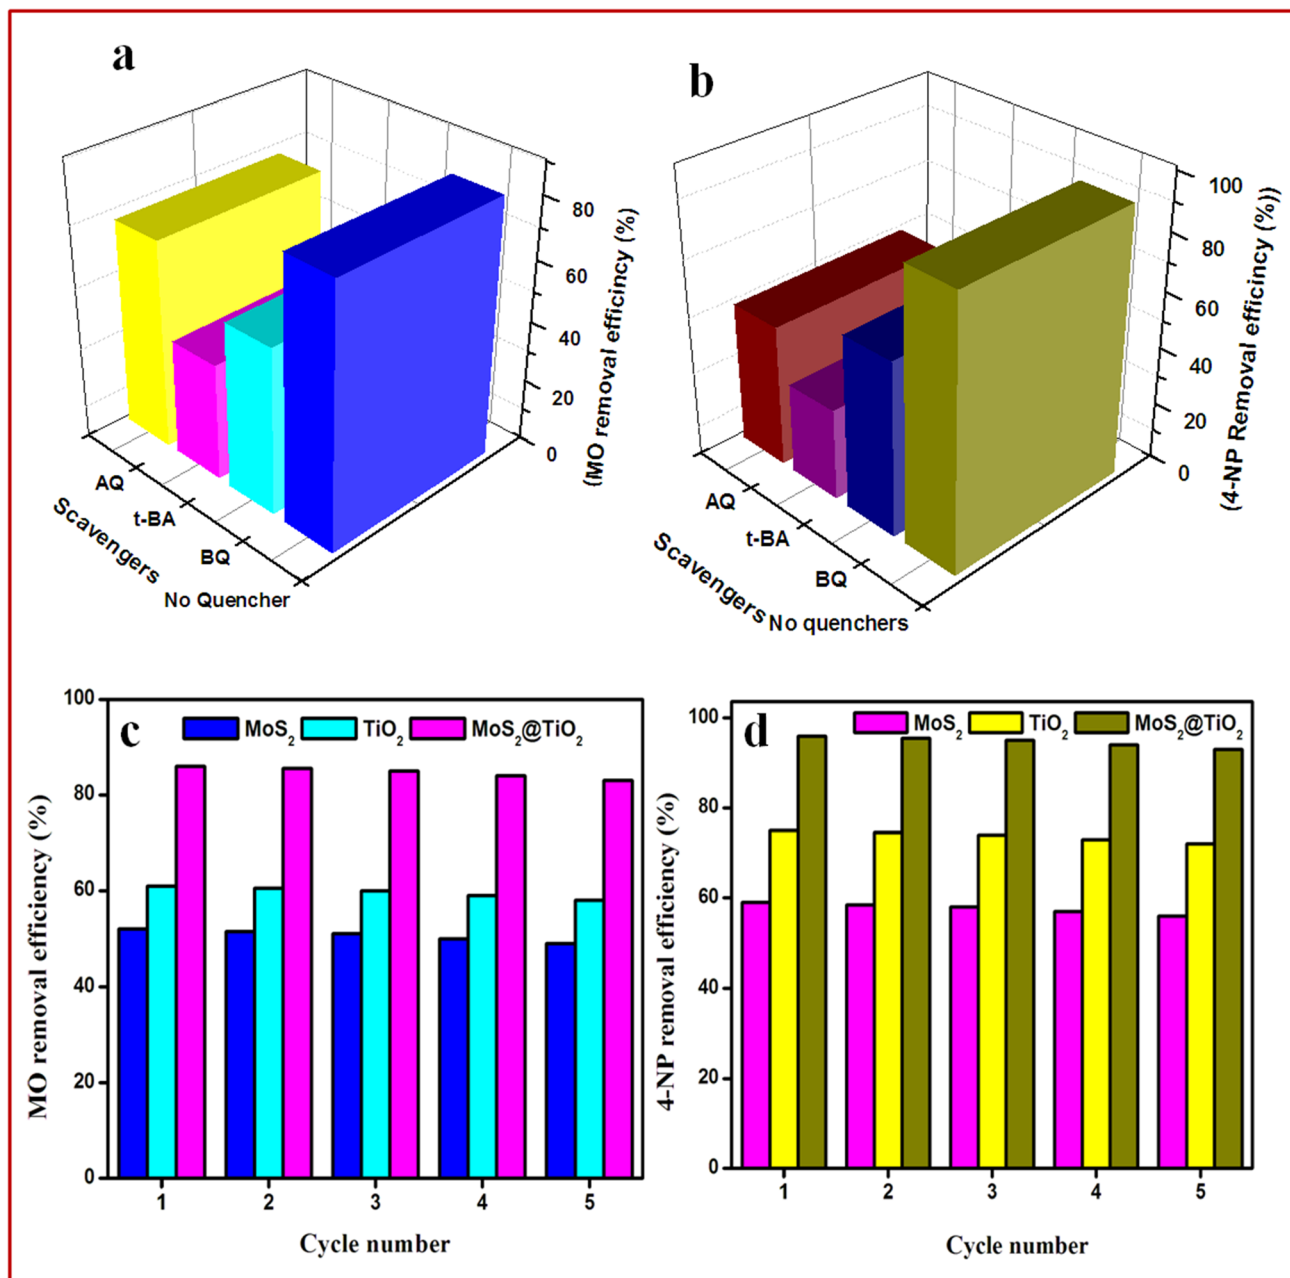 a
80
60
40
20
0
(MO removal efficincy (%)
AQ
t-BA
BQ
No Quencher
Scavengers
b
100
80
60
40
20
0
(4-NP Removal efficincy (%))
AQ
t-BA
BQ
No quenchers
Scavengers
c
MoS2 TiO2 MoS2@TiO2
100
80
60
40
20
0
MO removal efficiency (%)
1 2 3 4 5
Cycle number
d
MoS2 TiO2 MoS2@TiO2
100
80
60
40
20
0
4-NP removal efficiency (%)
1 2 3 4 5
Cycle number